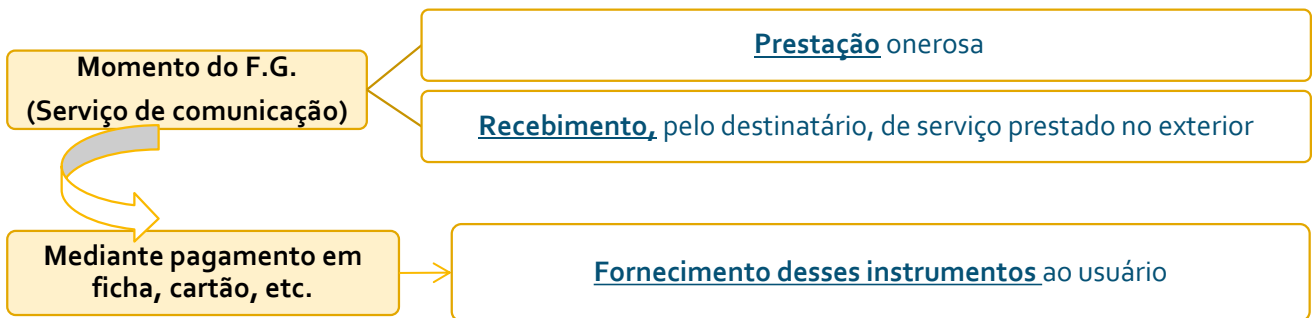 Momento do F.G.
(Serviço de comunicação)
Prestação onerosa
Recebimento, pelo destinatário, de serviço prestado no exterior
Mediante pagamento em
ficha, cartão, etc.
Fornecimento desses instrumentos ao usuário